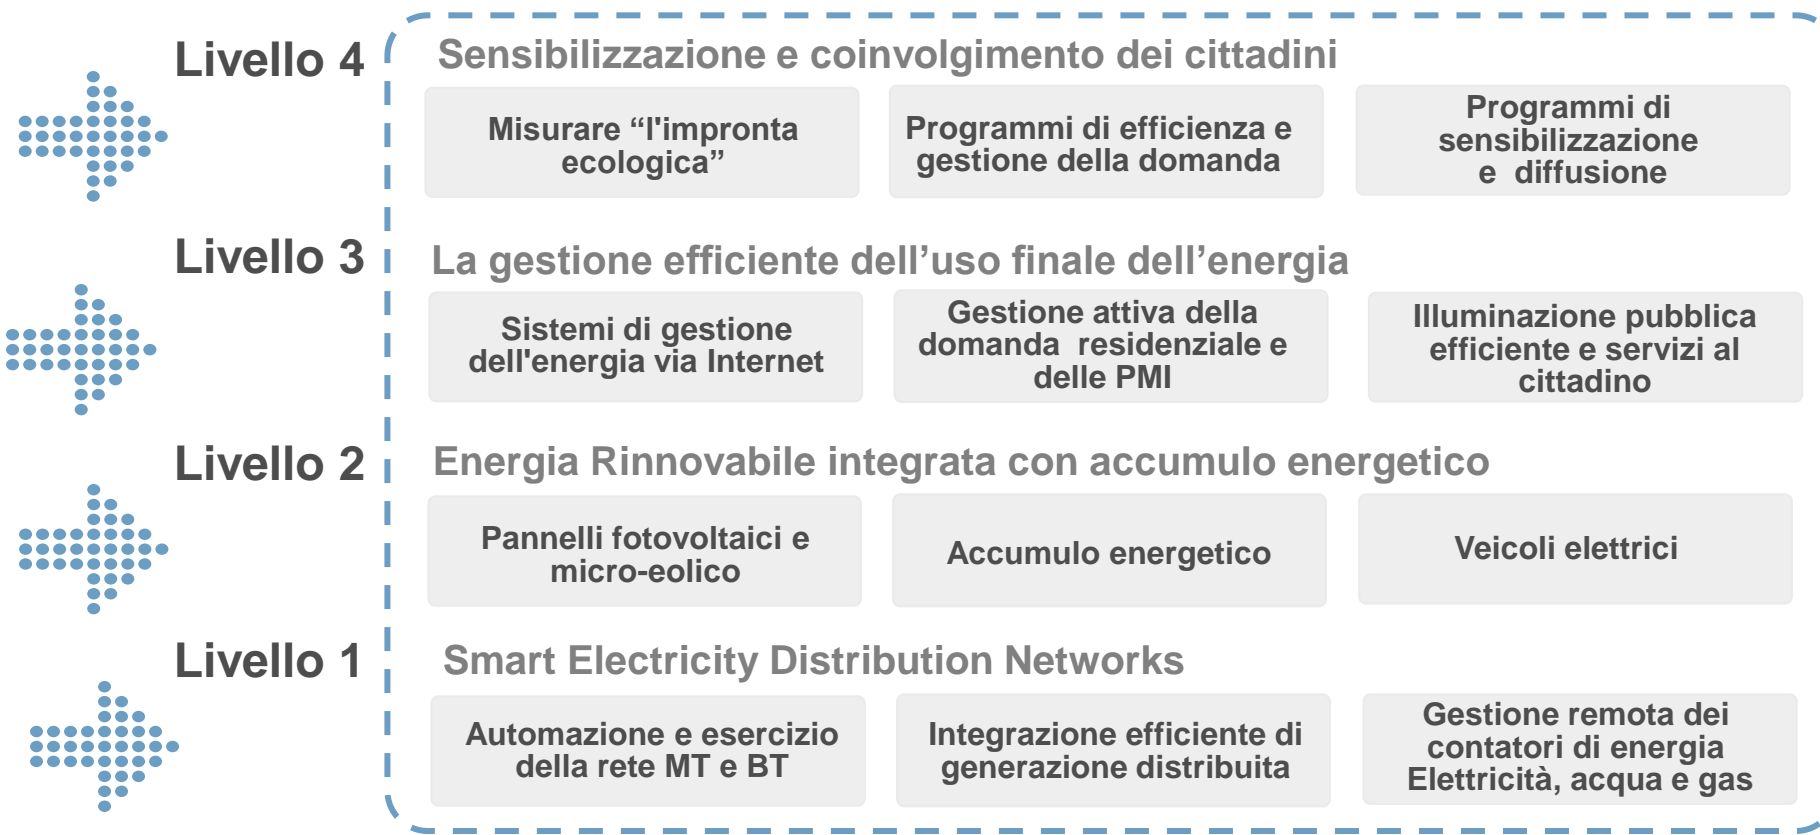 Livello 4
Sensibilizzazione e coinvolgimento dei cittadini
Misurare “l'impronta
ecologica”
Programmi di efficienza e
gestione della domanda
Programmi di
sensibilizzazione
e diffusione
Livello 3
La gestione efficiente dell’uso finale dell’energia
Sistemi di gestione
dell'energia via Internet
Gestione attiva della
domanda residenziale e
delle PMI
Illuminazione pubblica
efficiente e servizi al
cittadino
Livello 2
Energia Rinnovabile integrata con accumulo energetico
Pannelli fotovoltaici e
micro-eolico
Accumulo energetico
Veicoli elettrici
Livello 1
Smart Electricity Distribution Networks
Automazione e esercizio
della rete MT e BT
Integrazione efficiente di
generazione distribuita
Gestione remota dei
contatori di energia
Elettricità, acqua e gas